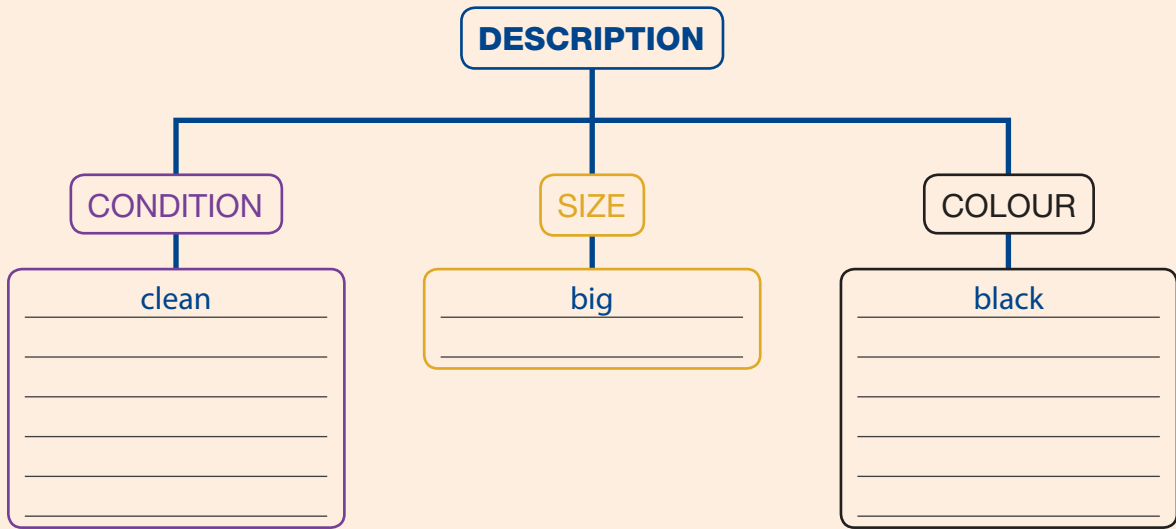 DESCRIPTION
CONDITION
SIZE
COLOUR
clean
big
black